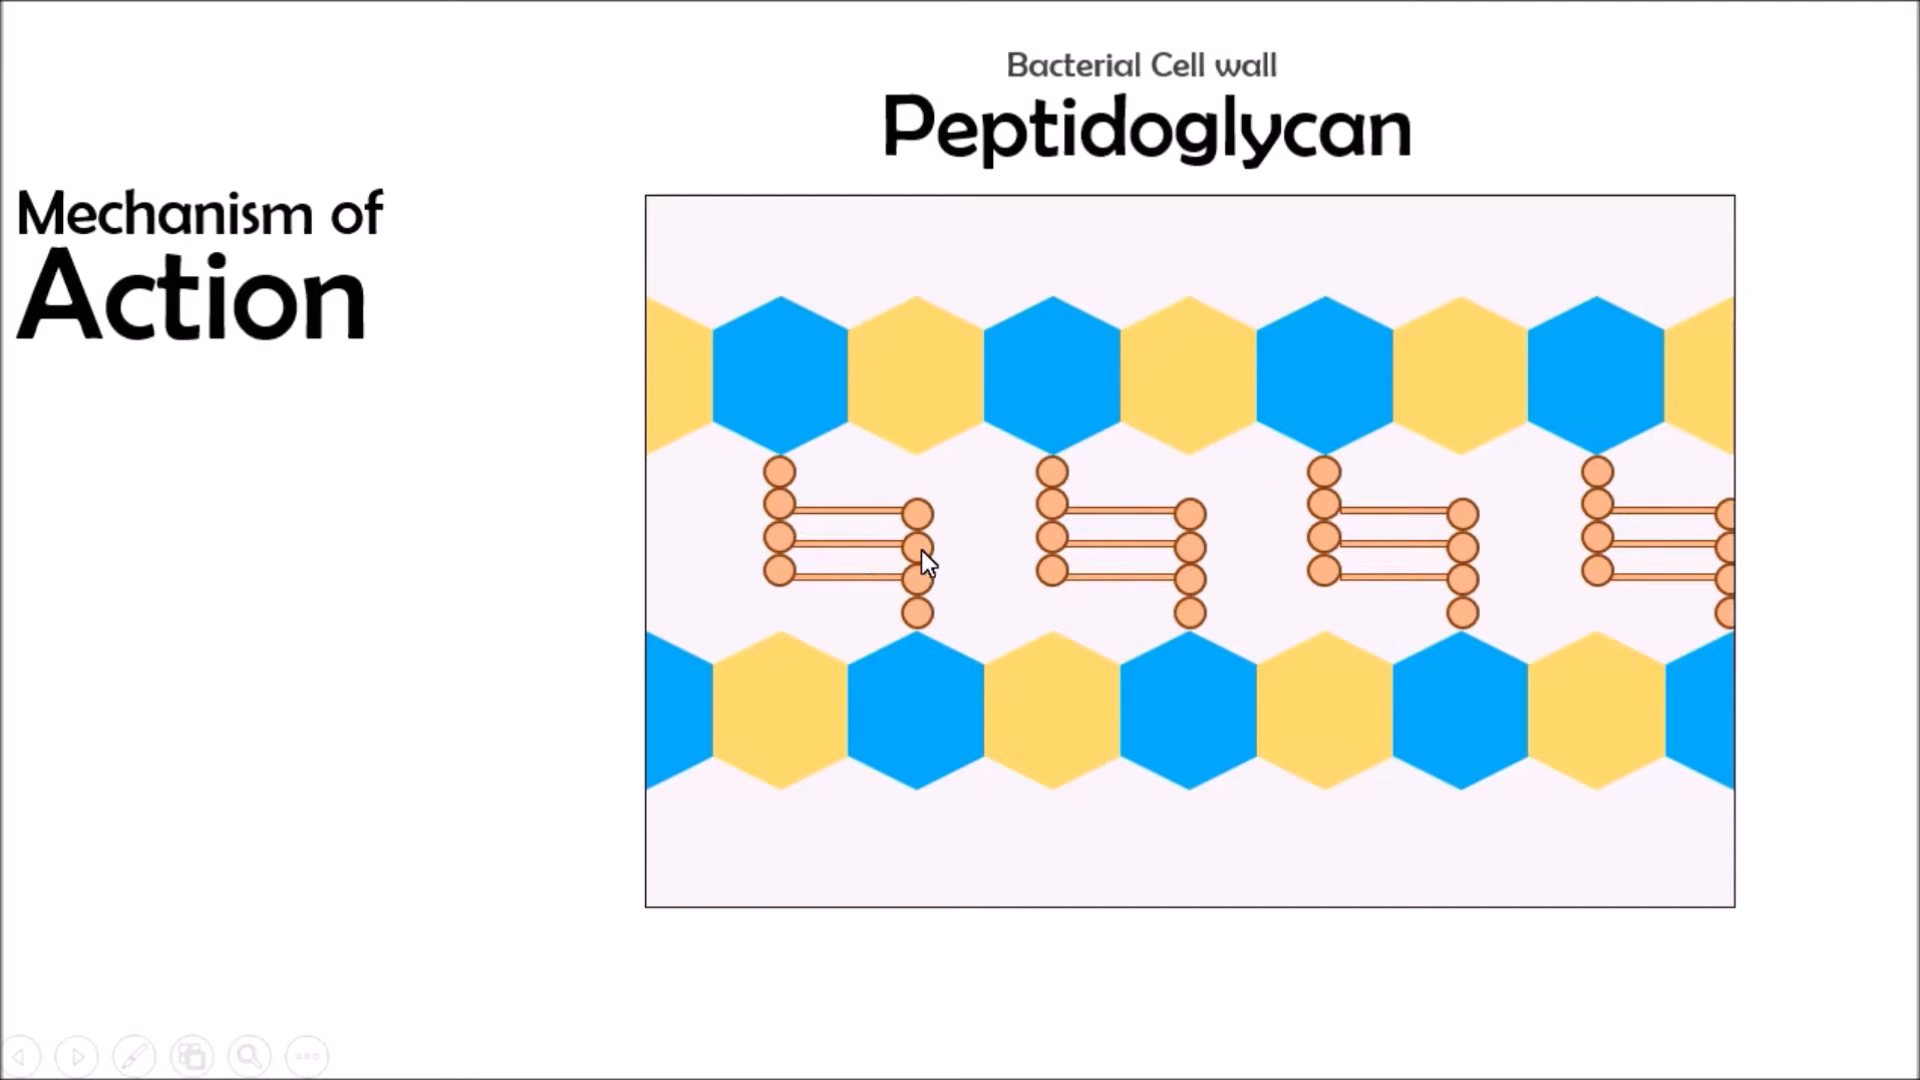 Bacterial Cell wall
Peptidoglycan
Mechanism of
Action